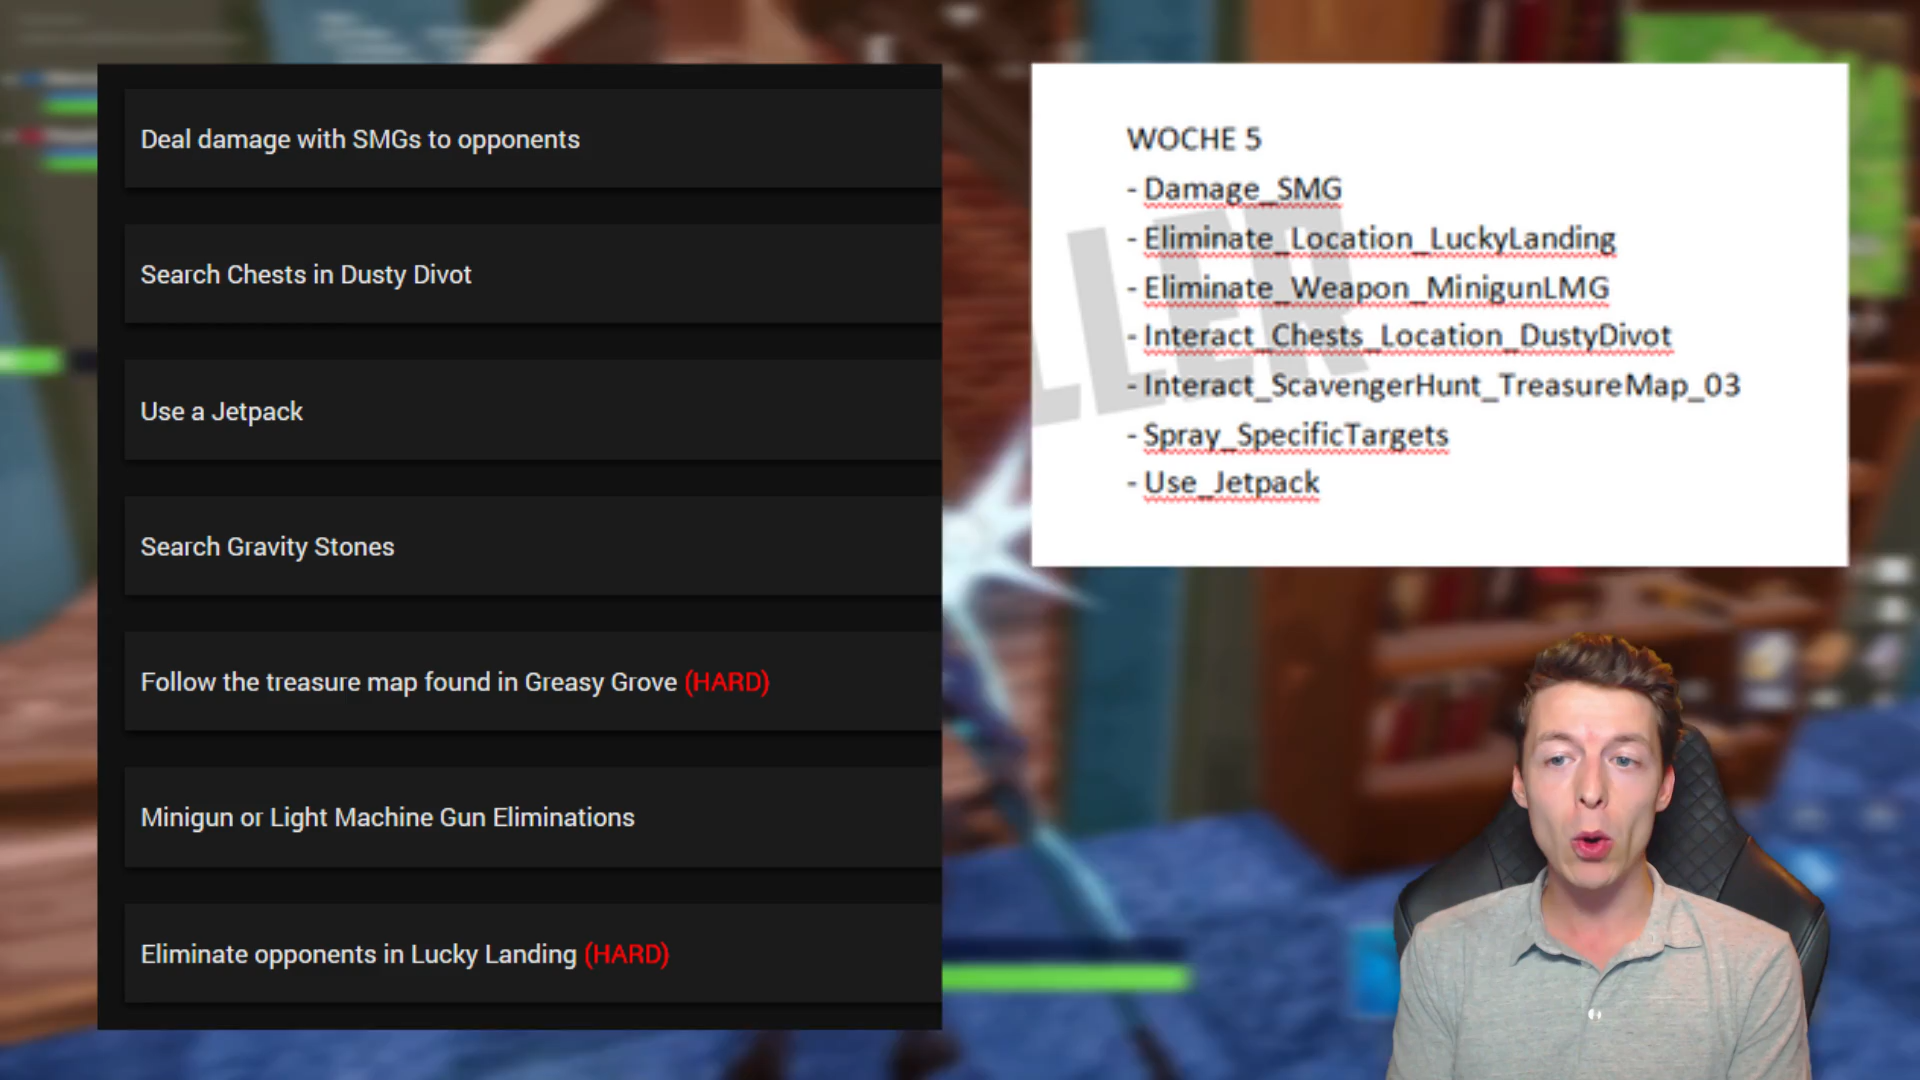 Deal damage with SMGs to opponents
Search Chests in Dusty Divot
Use a Jetpack
Search Gravity Stones
Follow the treasure map found in Greasy Grove (HARD)
Minigun or Light Machine Gun Eliminations
Eliminate opponents in Lucky Landing (HARD)
WOCHE 5
- Damage_SMG
- Eliminate_Location_LuckyLanding
- Eliminate_Weapon_MinigunLMG
- Interact_Chests_Location_DustyDivot
- Interact_ScavengerHunt_TreasureMap_03
- Spray_SpecificTargets
- Use_Jetpack
LLER